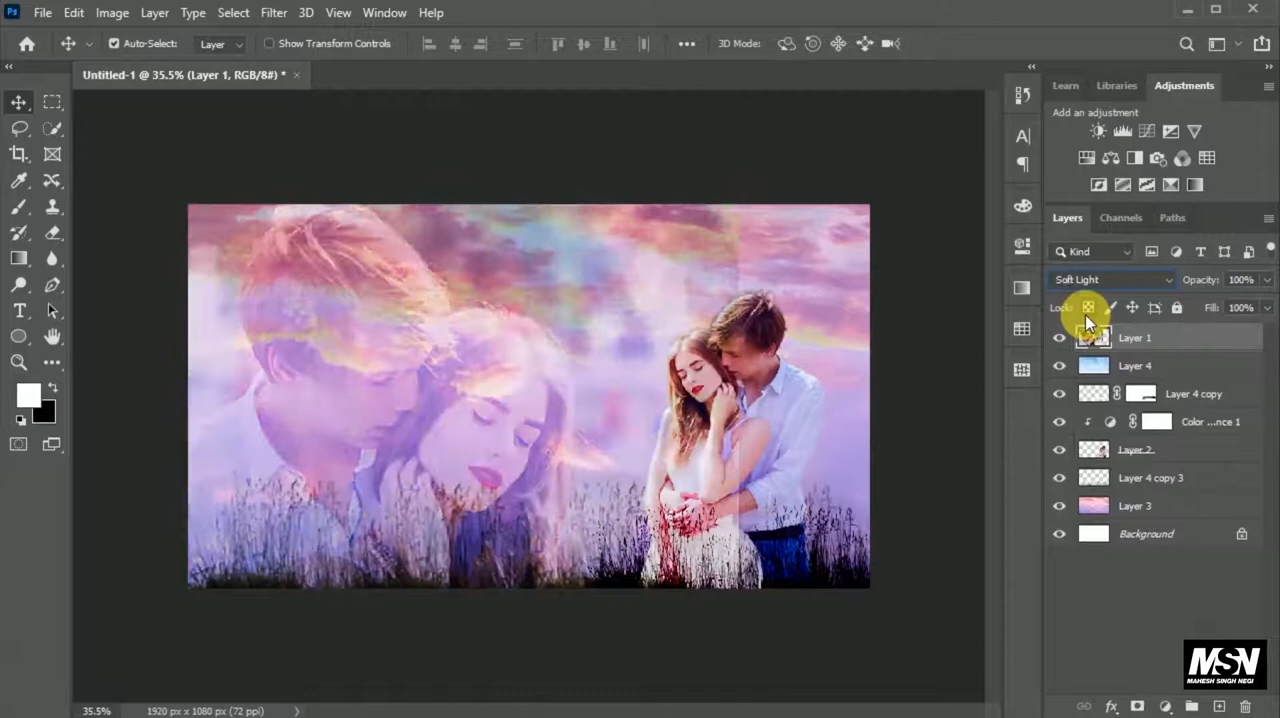 Ps File Edit Image Layer Type Select Filter 3D View Window Help
Auto-Select: Layer Show Transform Controls 3D Mode:
Untitled-1 @ 35.5% (Layer 1, RGB/8#) *
Learn Libraries Adjustments
Add an adjustment
Layers Channels Paths
Kind
Soft Light Opacity: 100%
Lock: Fill: 100%
Layer 1
Layer 4
Layer 4 copy
Color ...nce 1
Layer 2
Layer 4 copy 3
Layer 3
Background
MSN
MAHESH SINGH NEGI
35.5% 1920 px x 1080 px (72 ppi)